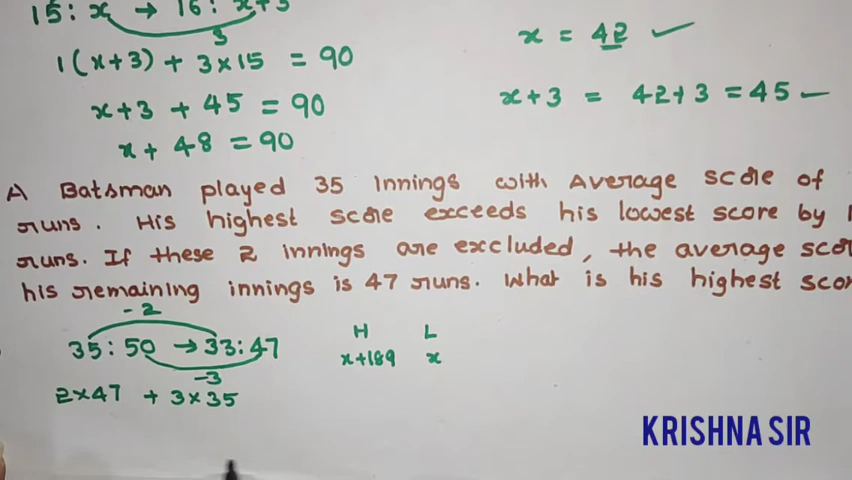 15 : x → 16 : x+3
3
1(x+3) + 3×15 = 90
x+3 + 45 = 90
x + 48 = 90
x = 42 ✓
x+3 = 42+3 = 45
A Batsman played 35 innings with Average score of
runs. His highest score exceeds his lowest score by
runs. If these 2 innings are excluded, the average
his remaining innings is 47 runs. What is his highest
-2
35 : 50 → 33 : 47
-3
2×47 + 3×35
H L
x+189 x
KRISHNA SIR